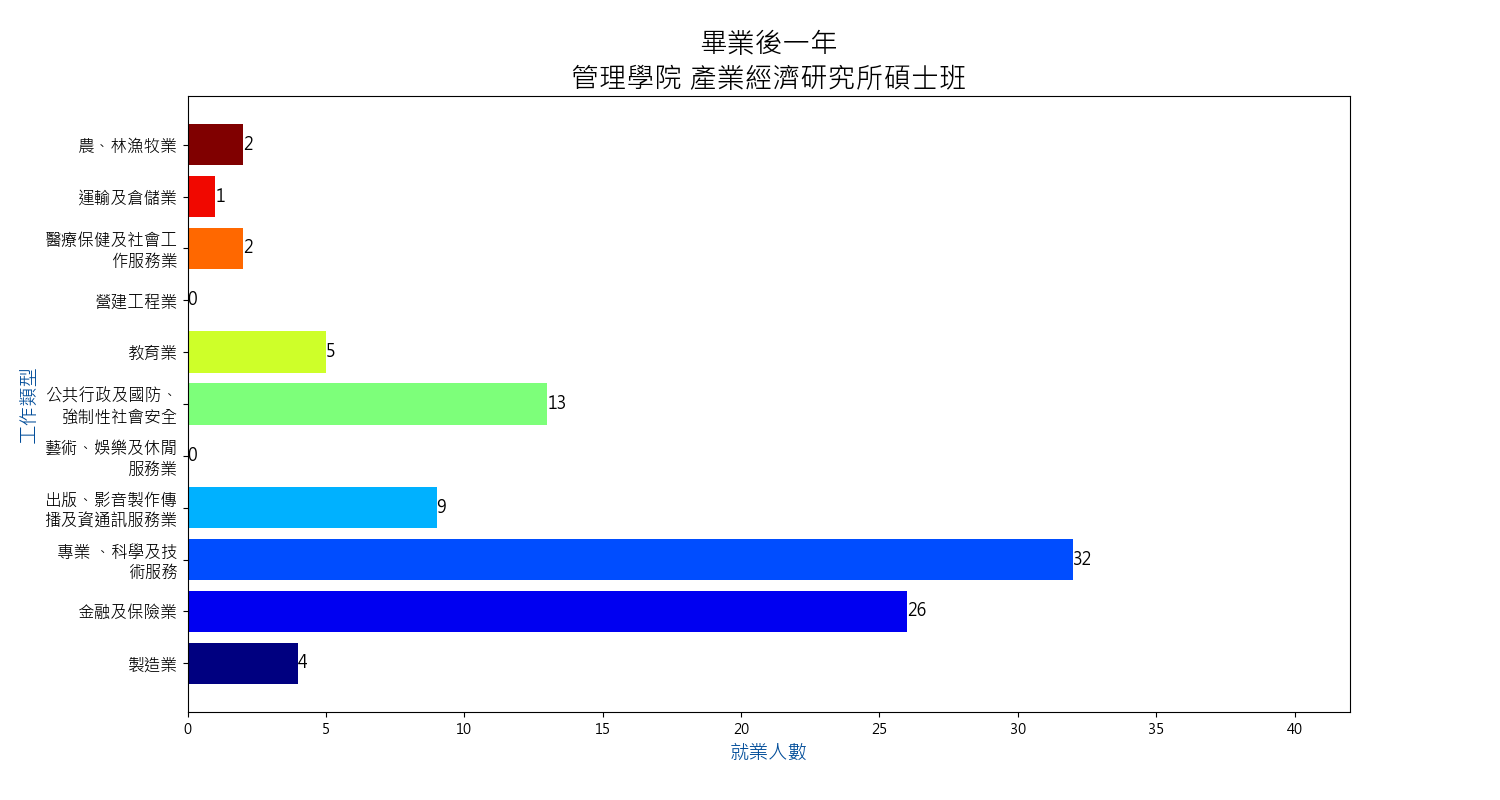 畢業後一年
管理學院 產業經濟研究所碩士班
農、林漁牧業
2
運輸及倉儲業
1
醫療保健及社會工
作服務業
2
營建工程業
0
教育業
5
公共行政及國防、
強制性社會安全
13
藝術、娛樂及休閒
服務業
0
出版、影音製作傳
播及資通訊服務業
9
專業 、科學及技
術服務
32
金融及保險業
26
製造業
4
工作類型
0 5 10 15 20 25 30 35 40
就業人數